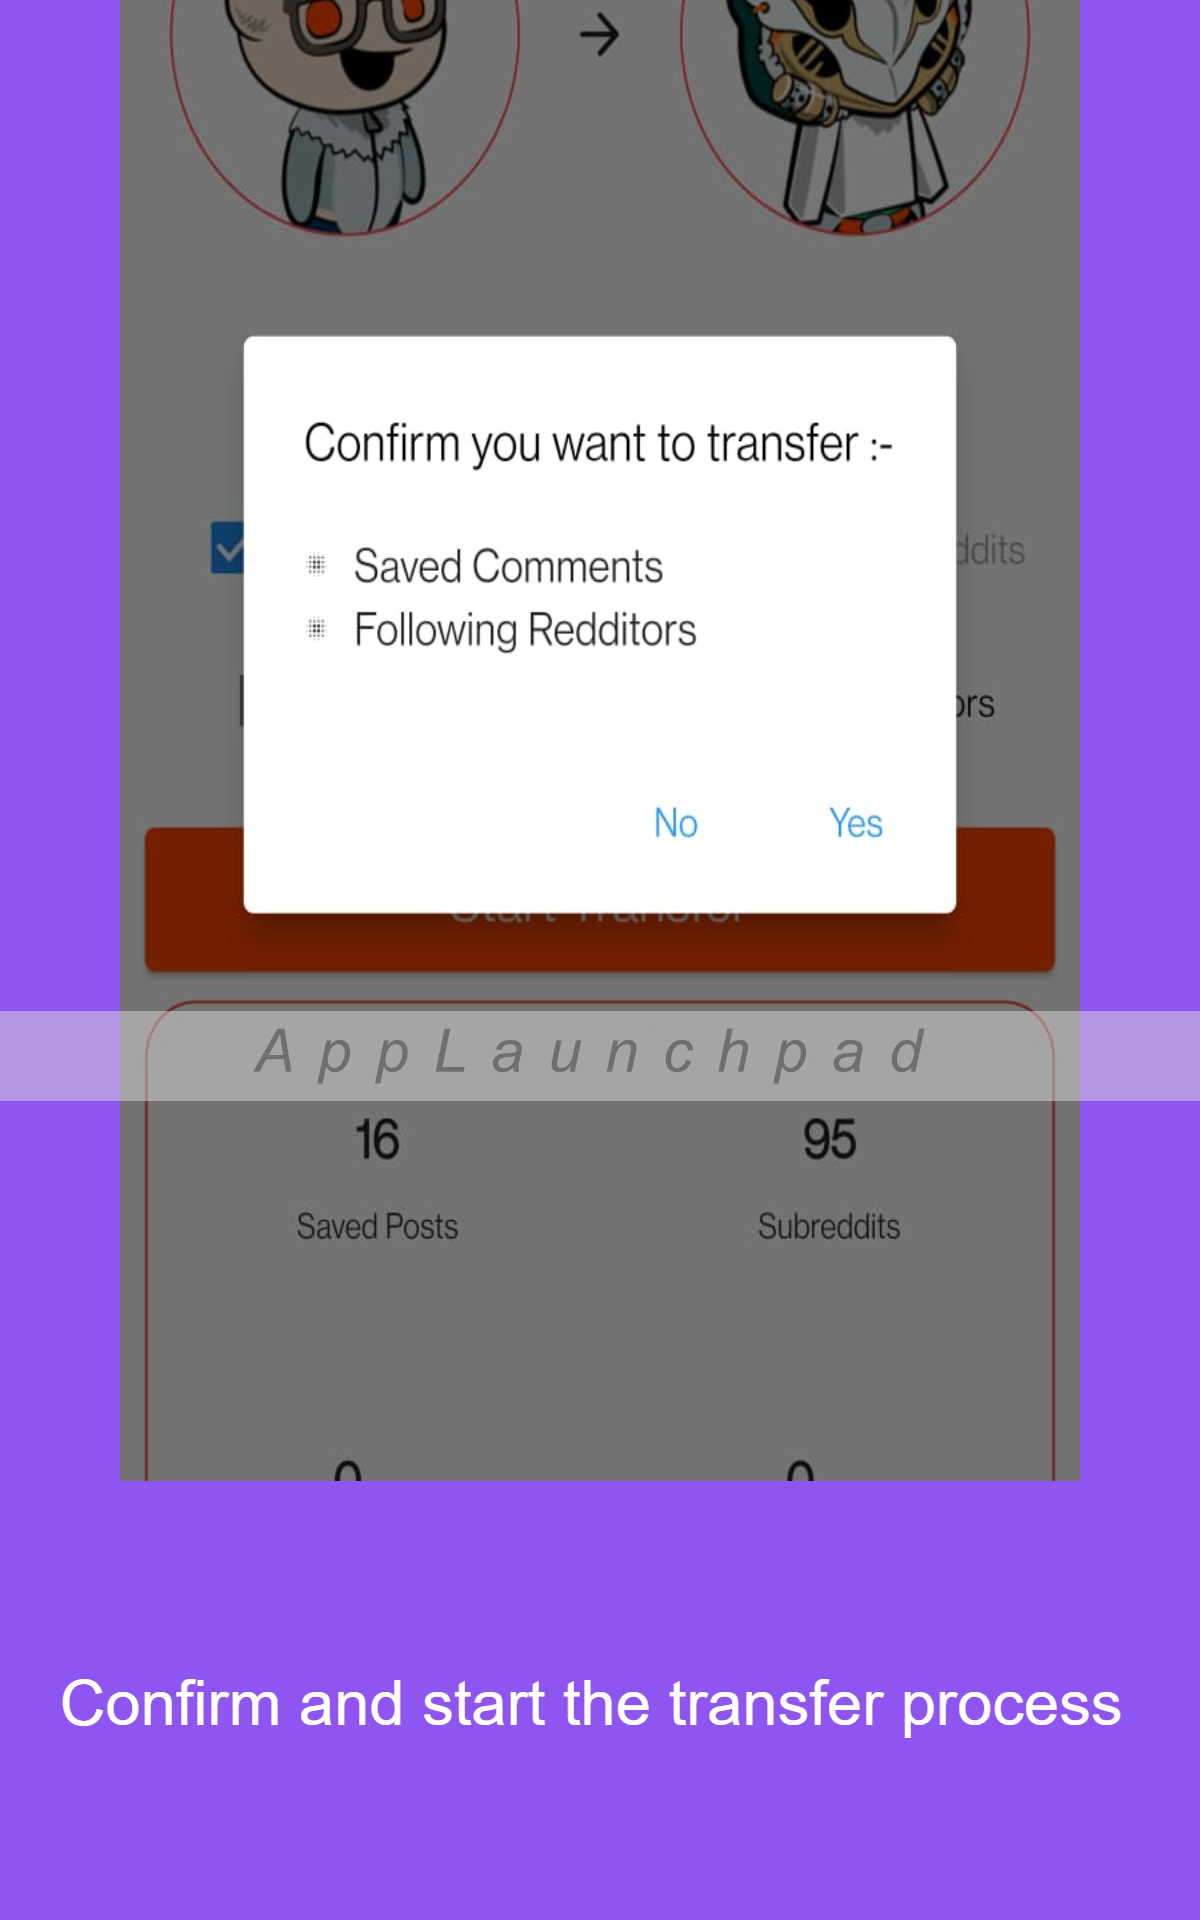 Confirm you want to transfer :-
Saved Comments
ddits
Following Redditors
ors
No Yes
Start Transfer
AppLaunchpad
16 95
Saved Posts Subreddits
0 0
Confirm and start the transfer process